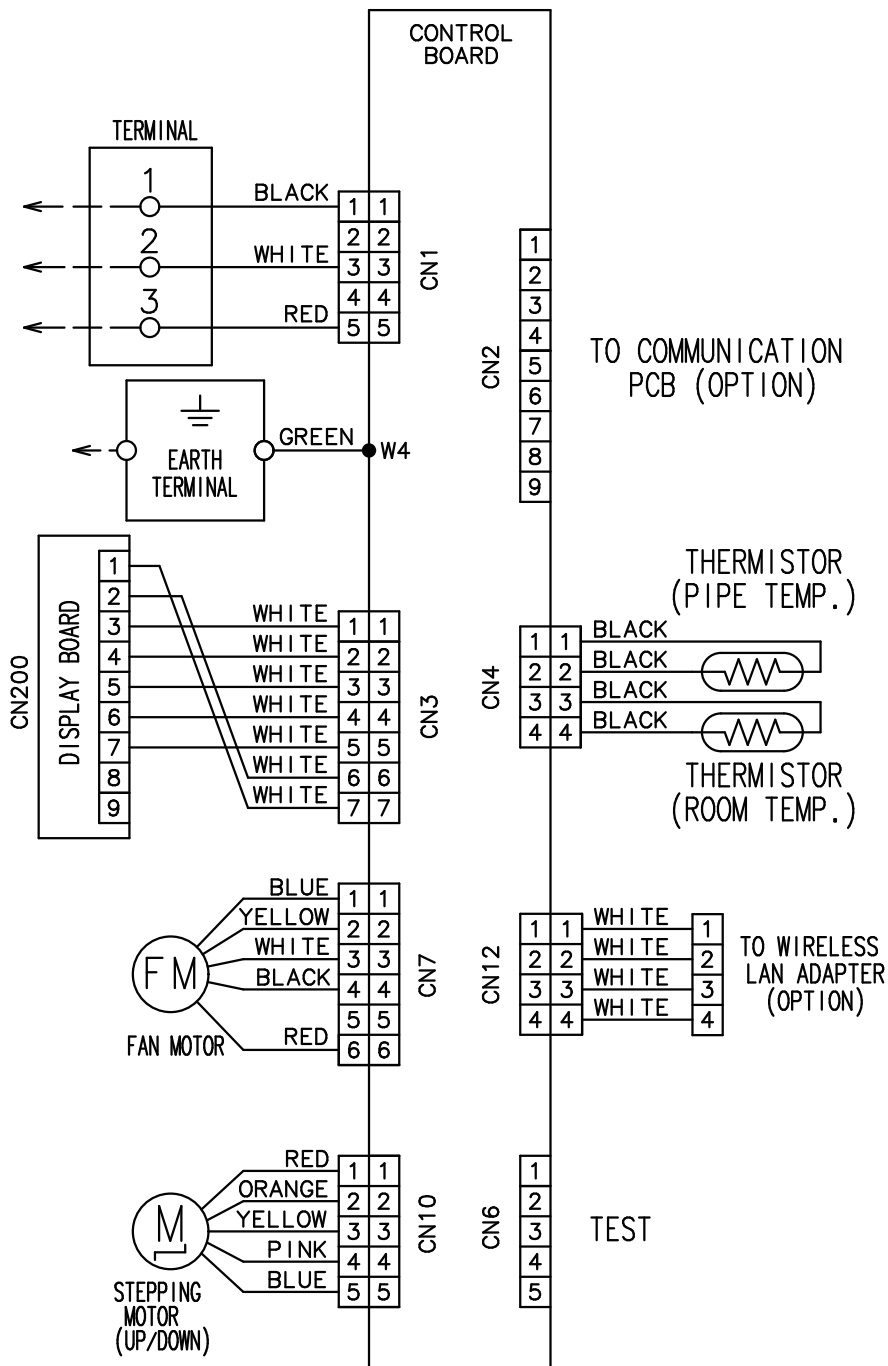 CONTROL
BOARD
TERMINAL
1
BLACK
1 1
2 2
2
WHITE
3 3
4 4
3
RED
5 5
CN1
1
2
3
4
5
6
7
8
9
CN2
TO COMMUNICATION
PCB (OPTION)
EARTH
TERMINAL
GREEN
W4
CN200
DISPLAY BOARD
1
2
3
4
5
6
7
8
9
WHITE
WHITE
WHITE
WHITE
WHITE
WHITE
WHITE
1 1
2 2
3 3
4 4
5 5
6 6
7 7
CN3
THERMISTOR
(PIPE TEMP.)
CN4
1 1 BLACK
2 2 BLACK
3 3 BLACK
4 4 BLACK
THERMISTOR
(ROOM TEMP.)
FM
FAN MOTOR
BLUE 1 1
YELLOW 2 2
WHITE 3 3
BLACK 4 4
5 5
RED 6 6
CN7
CN12
1 1 WHITE 1
2 2 WHITE 2
3 3 WHITE 3
4 4 WHITE 4
TO WIRELESS
LAN ADAPTER
(OPTION)
M
STEPPING
MOTOR
(UP/DOWN)
RED 1 1
ORANGE 2 2
YELLOW 3 3
PINK 4 4
BLUE 5 5
CN10
CN6
1
2
3
4
5
TEST